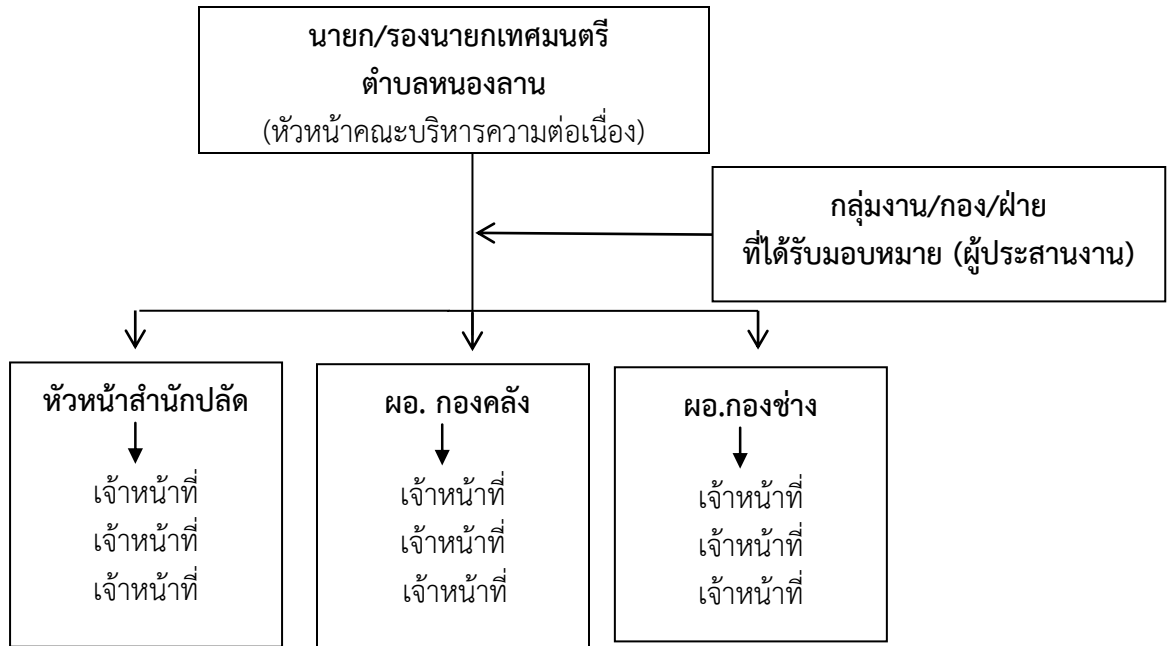 นายก/รองนายกเทศมนตรี
ตำบลหนองลาน
(หัวหน้าคณะบริหารความต่อเนื่อง)
กลุ่มงาน/กอง/ฝ่าย
ที่ได้รับมอบหมาย (ผู้ประสานงาน)
หัวหน้าสำนักปลัด
เจ้าหน้าที่
เจ้าหน้าที่
เจ้าหน้าที่
ผอ. กองคลัง
เจ้าหน้าที่
เจ้าหน้าที่
เจ้าหน้าที่
ผอ.กองช่าง
เจ้าหน้าที่
เจ้าหน้าที่
เจ้าหน้าที่